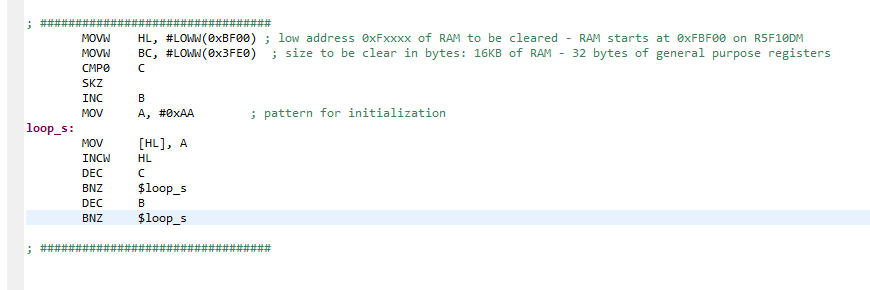 ; #################################
MOVW HL, #LOWW(0xBF00) ; low address 0xFxxxx of RAM to be cleared - RAM starts at 0xFBF00 on R5F10DM
MOVW BC, #LOWW(0x3FE0) ; size to be clear in bytes: 16KB of RAM - 32 bytes of general purpose registers
CMP0 C
SKZ
INC B
MOV A, #0xAA ; pattern for initialization
loop_s:
MOV [HL], A
INCW HL
DEC C
BNZ $loop_s
DEC B
BNZ $loop_s
; #################################